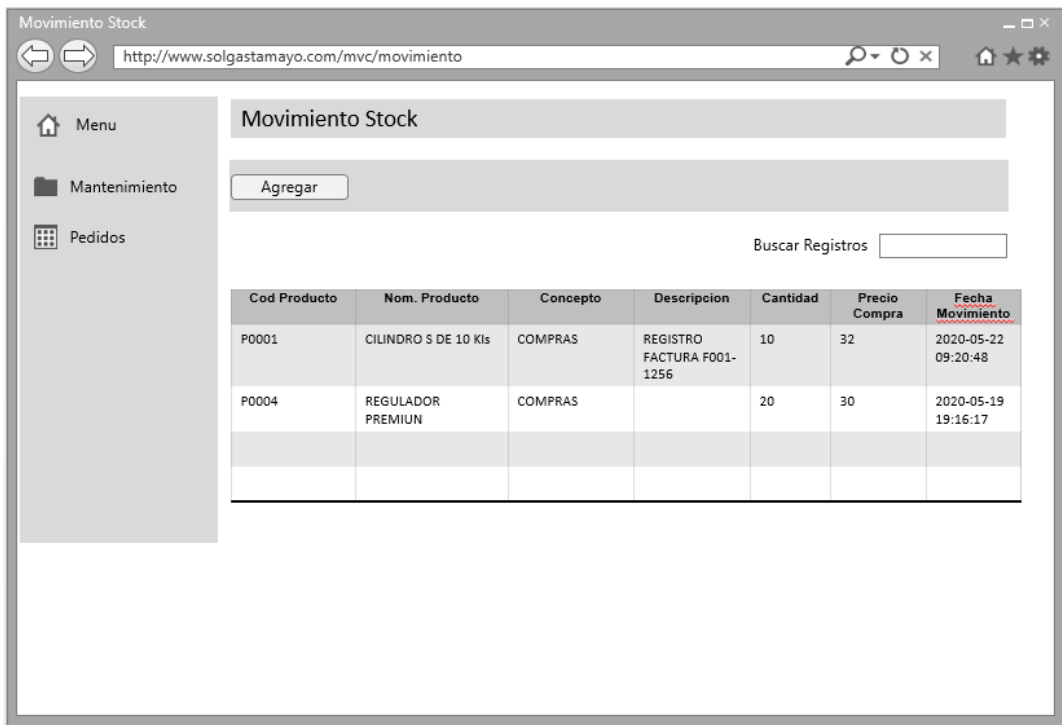 Movimiento Stock
http://www.solgastamayo.com/mvc/movimiento
Menu
Mantenimiento
Pedidos
Movimiento Stock
Agregar
Buscar Registros
Cod Producto Nom. Producto Concepto Descripcion Cantidad Precio Compra Fecha Movimiento
P0001 CILINDRO S DE 10 Kls COMPRAS REGISTRO FACTURA F001-1256 10 32 2020-05-22 09:20:48
P0004 REGULADOR PREMIUN COMPRAS 20 30 2020-05-19 19:16:17